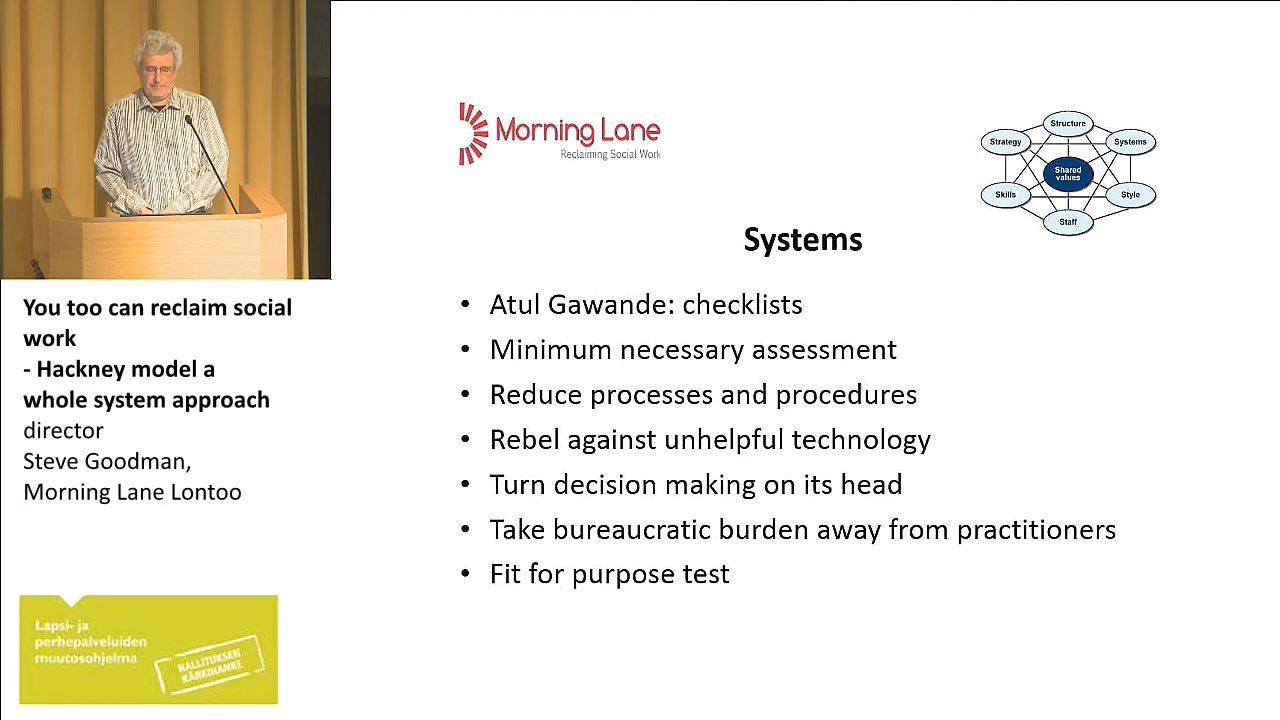 Morning Lane
Reclaiming Social Work
Structure
Strategy
Systems
Shared
values
Skills
Style
Staff
Systems
• Atul Gawande: checklists
• Minimum necessary assessment
• Reduce processes and procedures
• Rebel against unhelpful technology
• Turn decision making on its head
• Take bureaucratic burden away from practitioners
• Fit for purpose test
You too can reclaim social
work
- Hackney model a
whole system approach
director
Steve Goodman,
Morning Lane Lontoo
Lapsi- ja
perhepalveluiden
muutosohjelma
HALLITUKSEN
KÄRKIHANKE